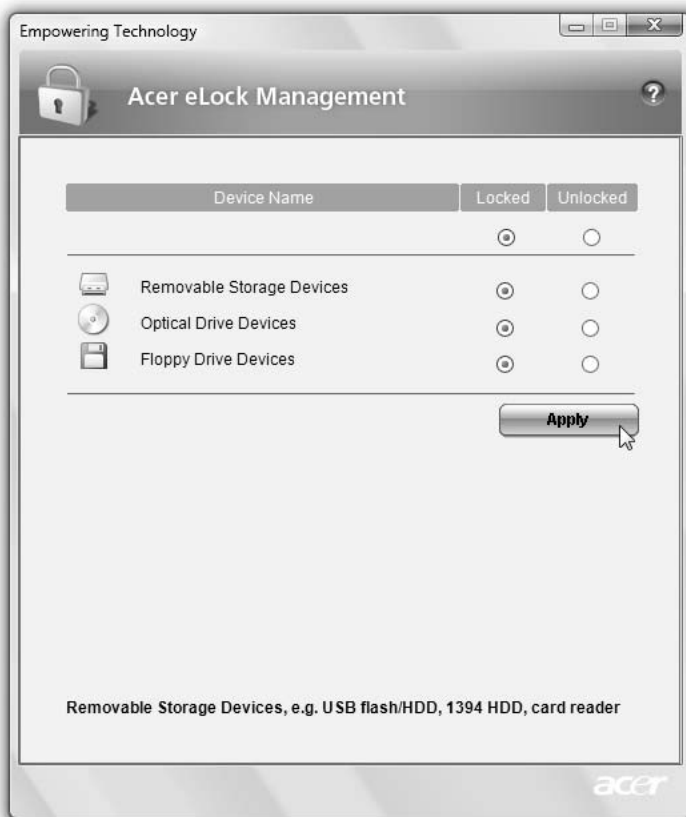 Empowering Technology
Acer eLock Management
?
Device Name Locked Unlocked
Removable Storage Devices
Optical Drive Devices
Floppy Drive Devices
Apply
Removable Storage Devices, e.g. USB flash/HDD, 1394 HDD, card reader
acer